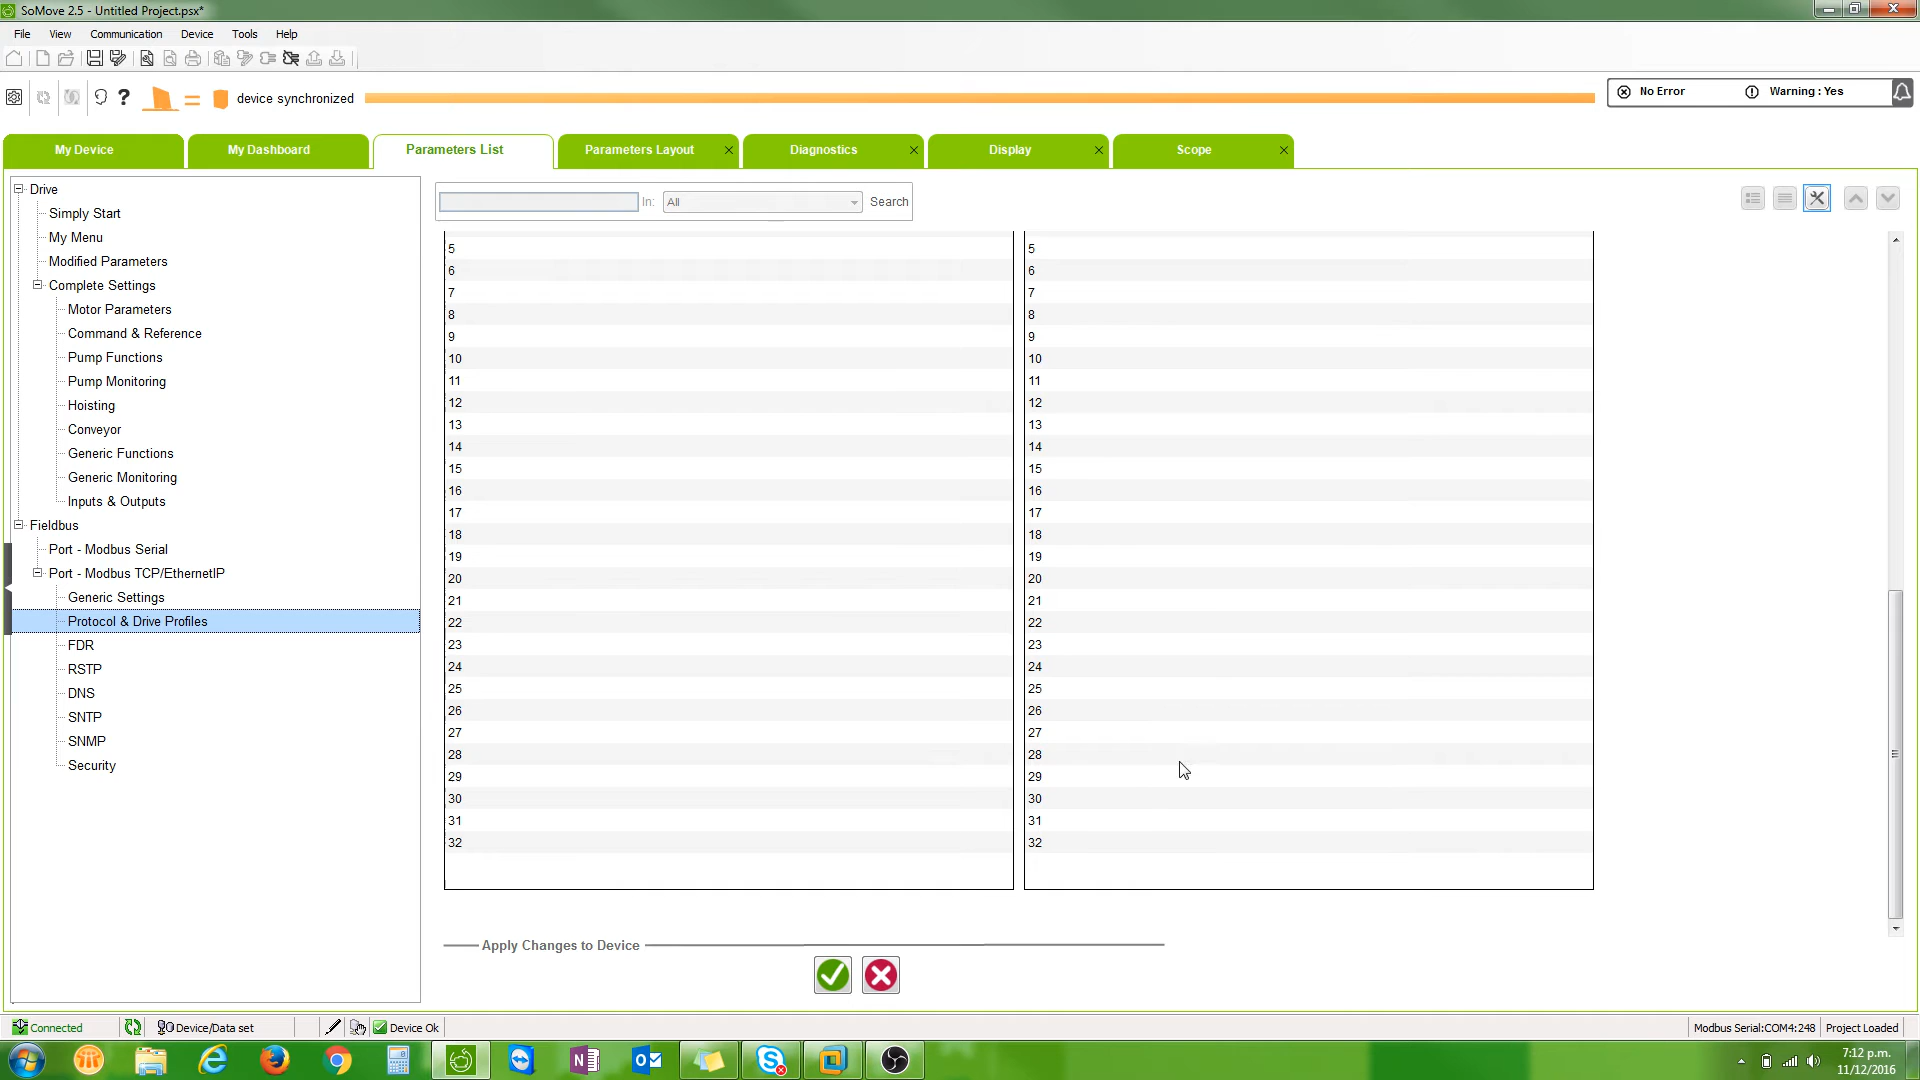 SoMove 2.5 - Untitled Project.psx*
File View Communication Device Tools Help
device synchronized
No Error Warning : Yes
My Device My Dashboard Parameters List Parameters Layout Diagnostics Display Scope
Drive
Simply Start
My Menu
Modified Parameters
Complete Settings
Motor Parameters
Command & Reference
Pump Functions
Pump Monitoring
Hoisting
Conveyor
Generic Functions
Generic Monitoring
Inputs & Outputs
Fieldbus
Port - Modbus Serial
Port - Modbus TCP/EthernetIP
Generic Settings
Protocol & Drive Profiles
FDR
RSTP
DNS
SNTP
SNMP
Security
In: All Search
5 5
6 6
7 7
8 8
9 9
10 10
11 11
12 12
13 13
14 14
15 15
16 16
17 17
18 18
19 19
20 20
21 21
22 22
23 23
24 24
25 25
26 26
27 27
28 28
29 29
30 30
31 31
32 32
Apply Changes to Device
Connected Device/Data set Device Ok Modbus Serial:COM4:248 Project Loaded
7:12 p.m.
11/12/2016